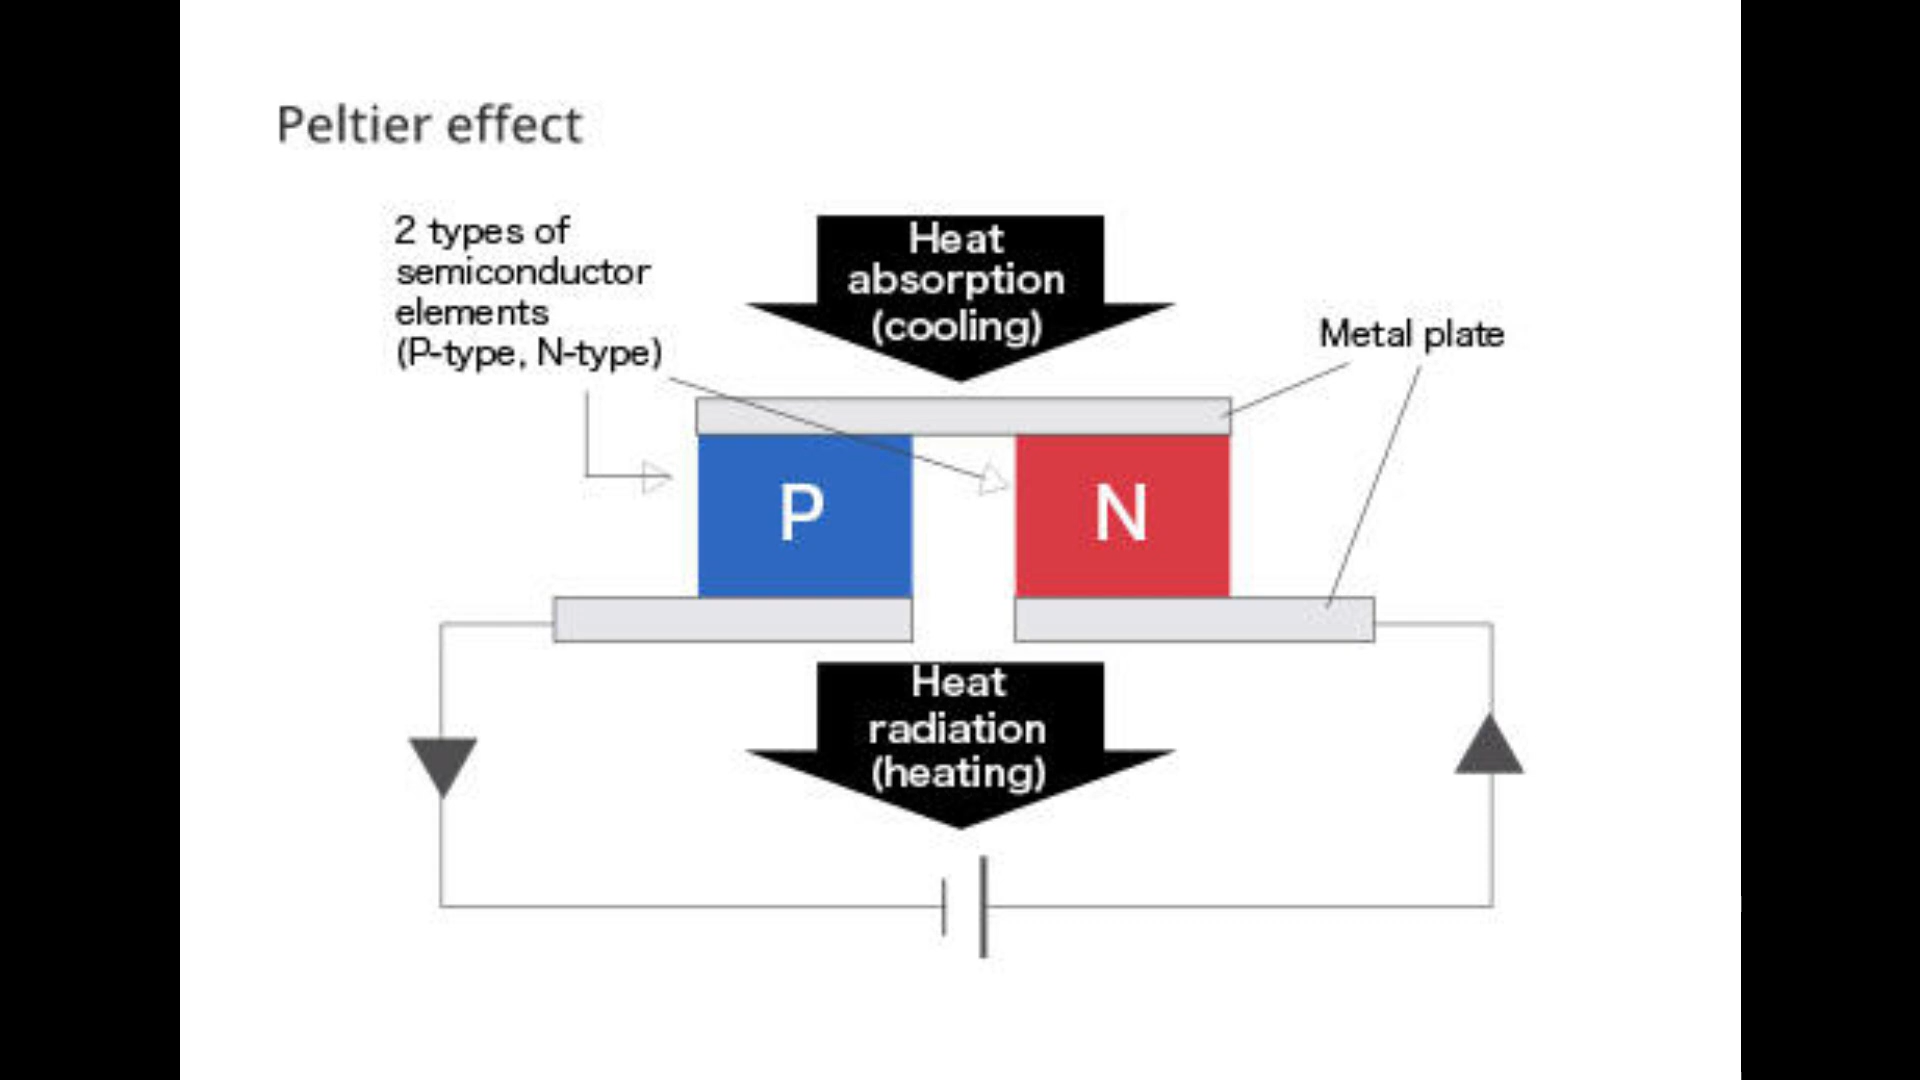 Peltier effect
2 types of
semiconductor
elements
(P-type, N-type)
Heat
absorption
(cooling)
Metal plate
P
N
Heat
radiation
(heating)